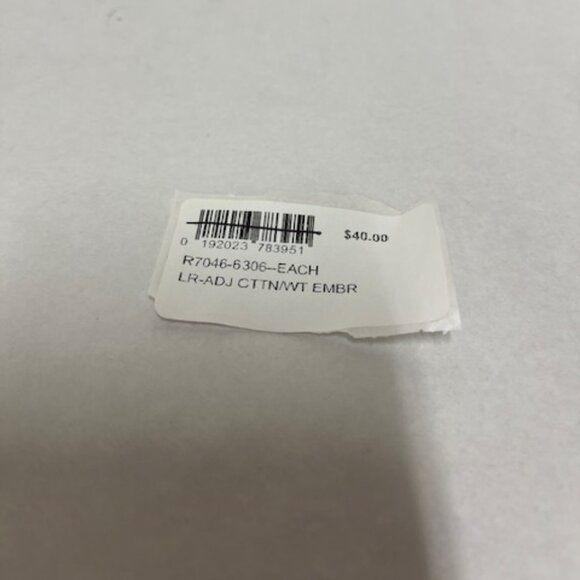 $40.00
0 192023 783951
R7046-6306--EACH
LR-ADJ CTTN/WT EMBR